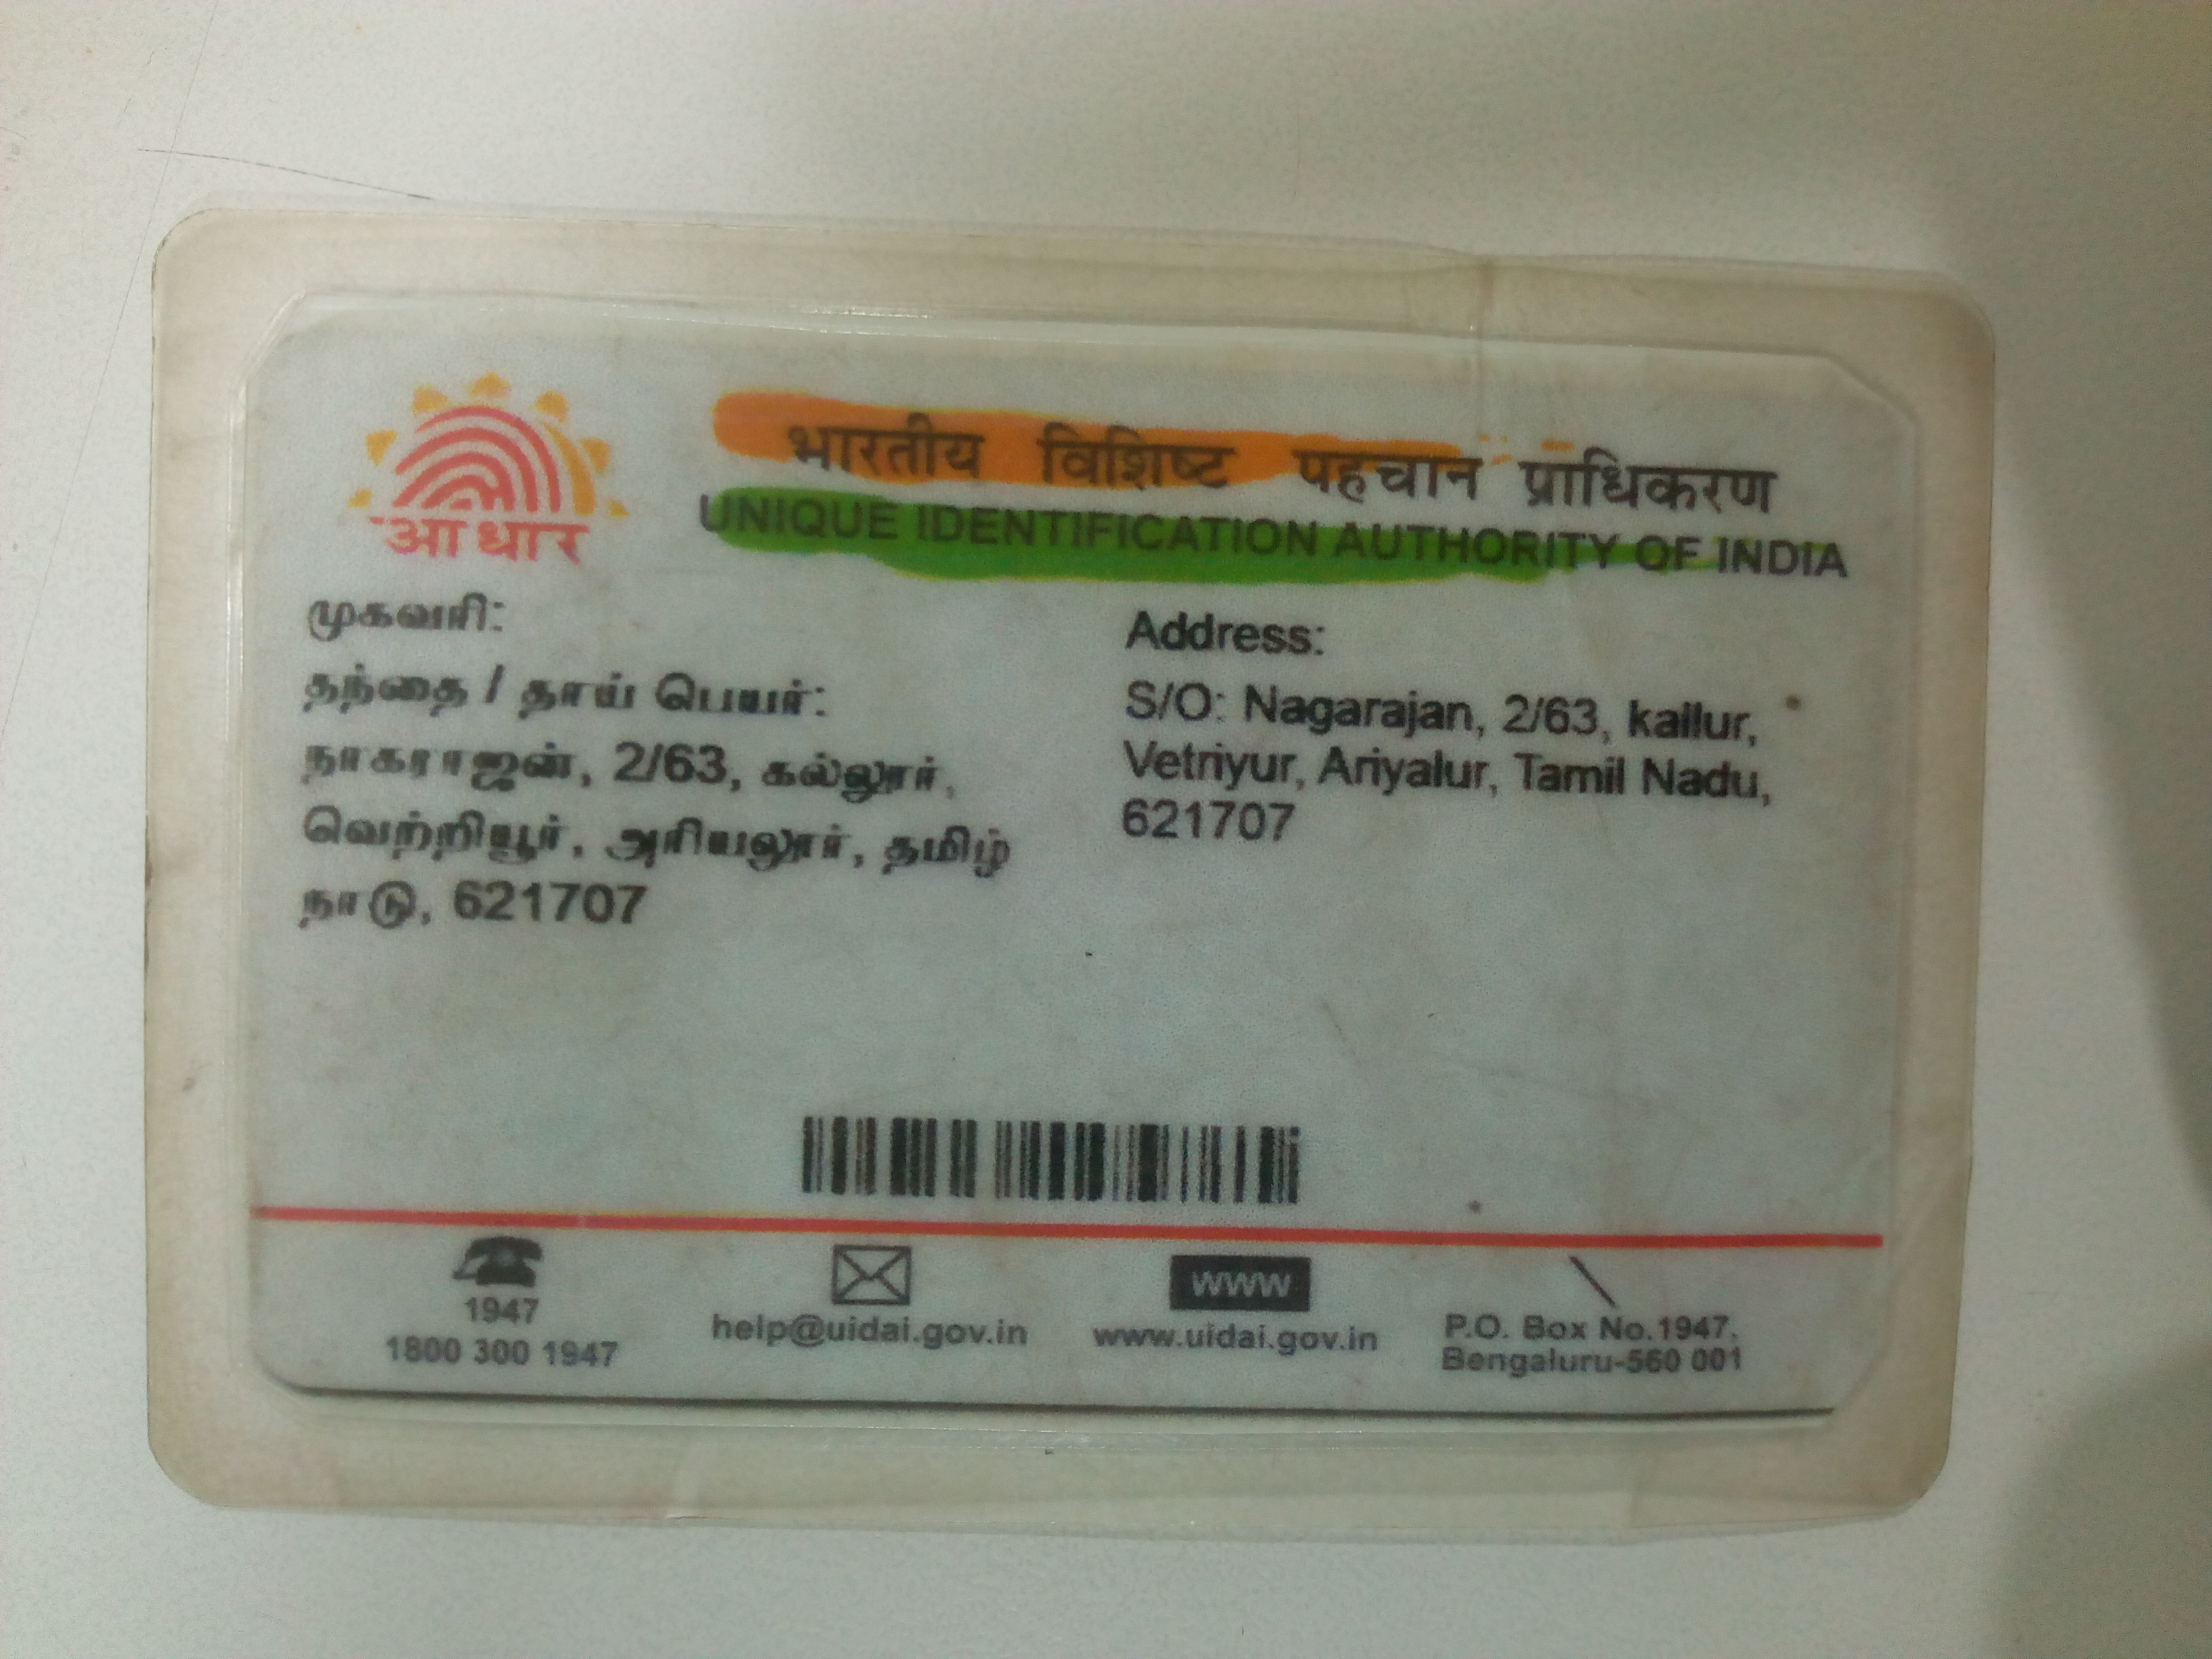 आधार
भारतीय विशिष्ट पहचान प्राधिकरण
UNIQUE IDENTIFICATION AUTHORITY OF INDIA
முகவரி:
தந்தை / தாய் பெயர்:
நாகராஜன், 2/63, கல்லூர்,
வெற்றியூர், அரியலூர், தமிழ்
நாடு, 621707
Address:
S/O: Nagarajan, 2/63, kallur,
Vetriyur, Ariyalur, Tamil Nadu,
621707
1947
1800 300 1947
help@uidai.gov.in
www
www.uidai.gov.in
P.O. Box No.1947,
Bengaluru-560 001